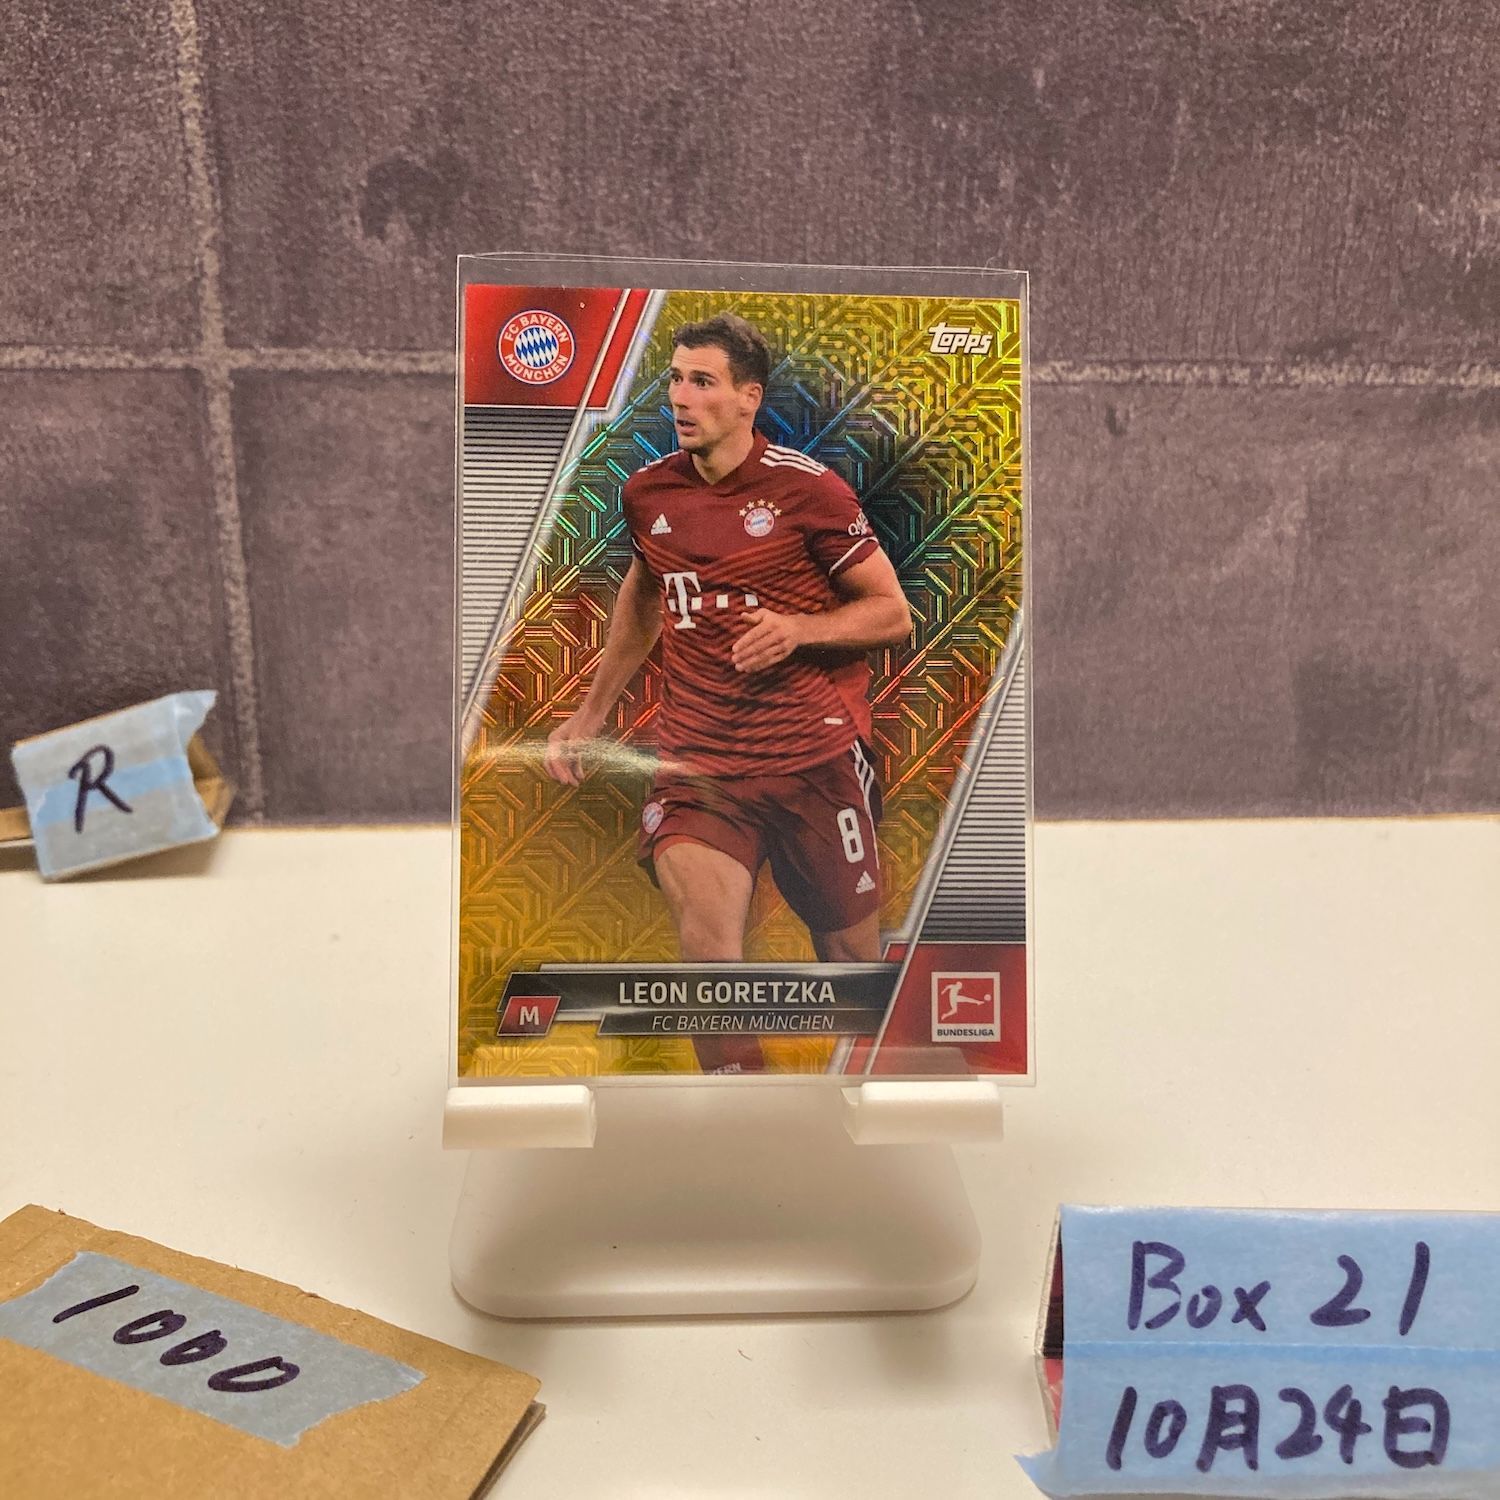 FC BAYERN
MÜNCHEN
topps
T
8
M
LEON GORETZKA
FC BAYERN MÜNCHEN
BUNDESLIGA
R
1000
Box 21
10月24日